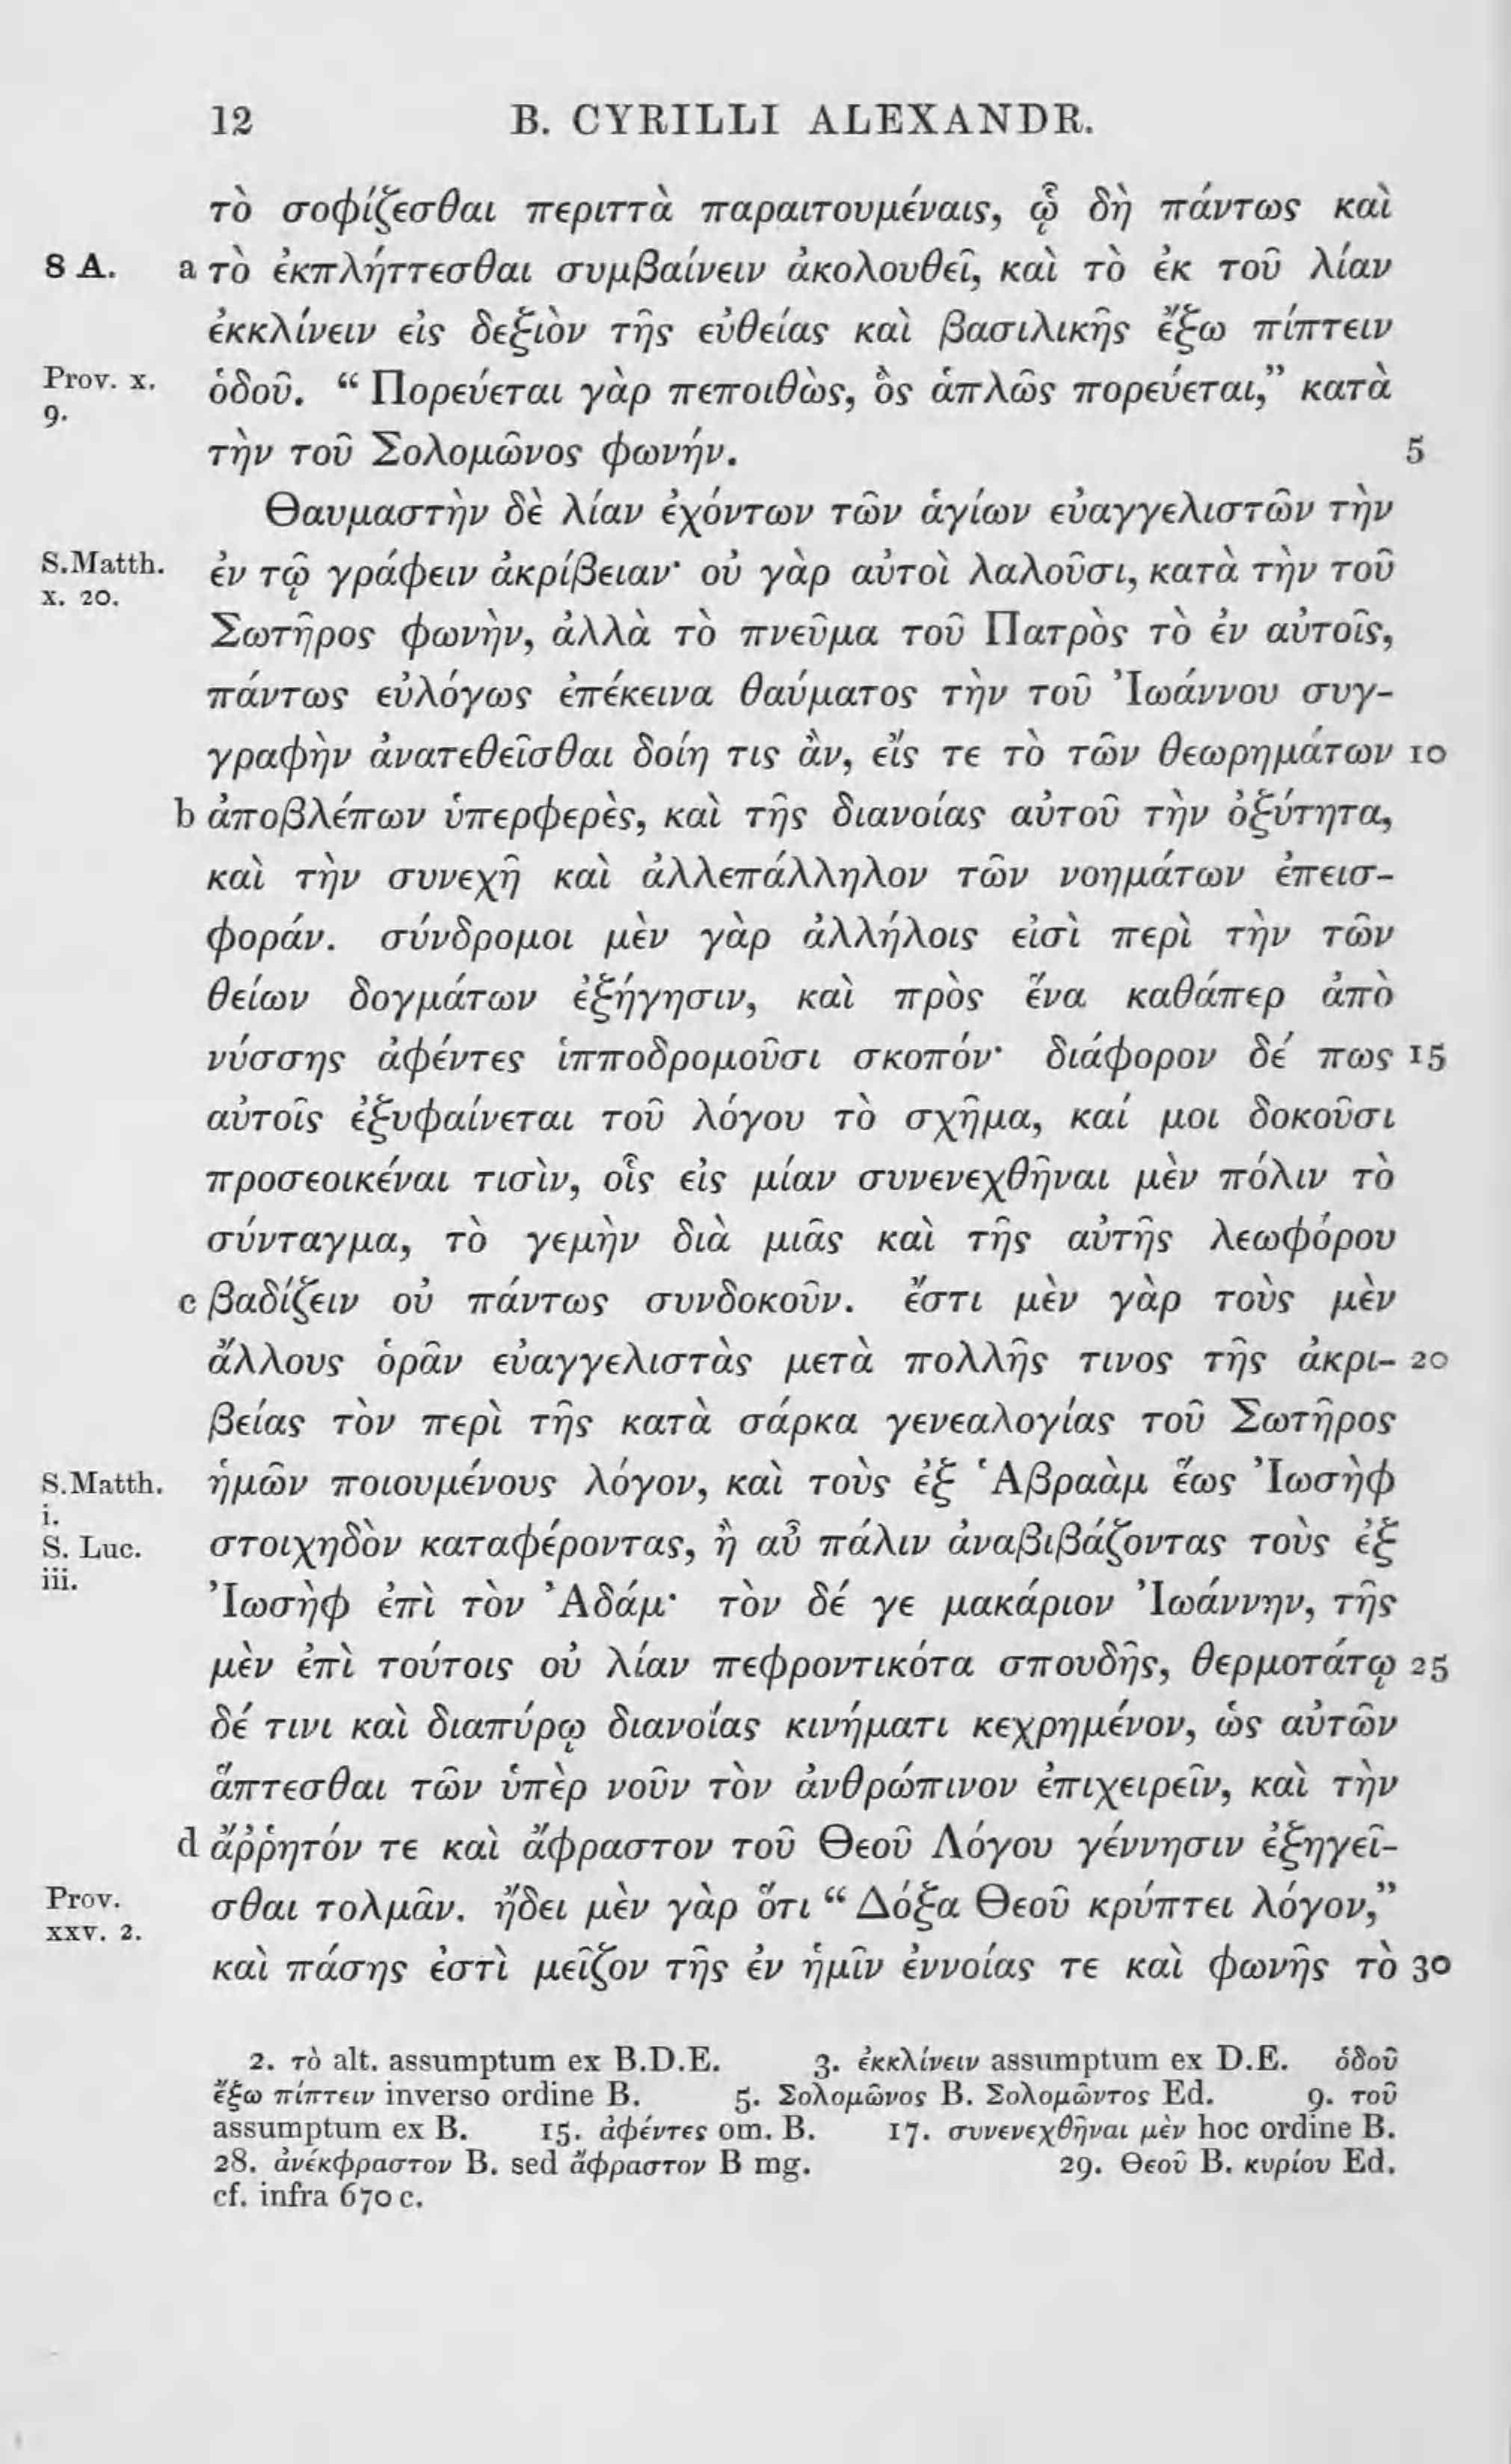 12 B. CYRILLI ALEXANDR.
τὸ σοφίζεσθαι περιττὰ παραιτουμέναις, ᾧ δὴ πάντως καὶ
8 A. a τὸ ἐκπλήττεσθαι συμβαίνειν ἀκολουθεῖ, καὶ τὸ ἐκ τοῦ λίαν
ἐκκλίνειν εἰς δεξιὸν τῆς εὐθείας καὶ βασιλικῆς ἔξω πίπτειν
Prov. x. ὁδοῦ. “ Πορεύεται γὰρ πεποιθὼς, ὃς ἁπλῶς πορεύεται,” κατὰ
9.
τὴν τοῦ Σολομῶνος φωνήν. 5
Θαυμαστὴν δὲ λίαν ἐχόντων τῶν ἁγίων εὐαγγελιστῶν τὴν
S.Matth. ἐν τῷ γράφειν ἀκρίβειαν· οὐ γὰρ αὐτοὶ λαλοῦσι, κατὰ τὴν τοῦ
x. 20.
Σωτῆρος φωνὴν, ἀλλὰ τὸ πνεῦμα τοῦ Πατρὸς τὸ ἐν αὐτοῖς,
πάντως εὐλόγως ἐπέκεινα θαύματος τὴν τοῦ Ἰωάννου συγ-
γραφὴν ἀνατεθεῖσθαι δοίη τις ἂν, εἴς τε τὸ τῶν θεωρημάτων 10
b ἀποβλέπων ὑπερφερὲς, καὶ τῆς διανοίας αὐτοῦ τὴν ὀξύτητα,
καὶ τὴν συνεχῆ καὶ ἀλλεπάλληλον τῶν νοημάτων ἐπεισ-
φοράν. σύνδρομοι μὲν γὰρ ἀλλήλοις εἰσὶ περὶ τὴν τῶν
θείων δογμάτων ἐξήγησιν, καὶ πρὸς ἕνα καθάπερ ἀπὸ
νύσσης ἀφέντες ἱπποδρομοῦσι σκοπόν· διάφορον δέ πως 15
αὐτοῖς ἐξυφαίνεται τοῦ λόγου τὸ σχῆμα, καί μοι δοκοῦσι
προσεοικέναι τισὶν, οἷς εἰς μίαν συνενεχθῆναι μὲν πόλιν τὸ
σύνταγμα, τὸ γεμὴν διὰ μιᾶς καὶ τῆς αὐτῆς λεωφόρου
c βαδίζειν οὐ πάντως συνδοκοῦν. ἔστι μὲν γὰρ τοὺς μὲν
ἄλλους ὁρᾶν εὐαγγελιστὰς μετὰ πολλῆς τινος τῆς ἀκρι- 20
βείας τὸν περὶ τῆς κατὰ σάρκα γενεαλογίας τοῦ Σωτῆρος
S.Matth. ἡμῶν ποιουμένους λόγον, καὶ τοὺς ἐξ Ἁβραὰμ ἕως Ἰωσὴφ
i.
S. Luc. στοιχηδὸν καταφέροντας, ἢ αὖ πάλιν ἀναβιβάζοντας τοὺς ἐξ
iii.
Ἰωσὴφ ἐπὶ τὸν Ἀδάμ· τὸν δέ γε μακάριον Ἰωάννην, τῆς
μὲν ἐπὶ τούτοις οὐ λίαν πεφροντικότα σπουδῆς, θερμοτάτῳ 25
δέ τινι καὶ διαπύρῳ διανοίας κινήματι κεχρημένον, ὡς αὐτῶν
ἅπτεσθαι τῶν ὑπὲρ νοῦν τὸν ἀνθρώπινον ἐπιχειρεῖν, καὶ τὴν
d ἄῤῥητόν τε καὶ ἄφραστον τοῦ Θεοῦ Λόγου γέννησιν ἐξηγεῖ-
Prov. σθαι τολμᾶν. ᾔδει μὲν γὰρ ὅτι “ Δόξα Θεοῦ κρύπτει λόγον,”
xxv. 2.
καὶ πάσης ἐστὶ μεῖζον τῆς ἐν ἡμῖν ἐννοίας τε καὶ φωνῆς τὸ 30
2. τὸ alt. assumptum ex B.D.E. 3. ἐκκλίνειν assumptum ex D.E. ὁδοῦ
ἔξω πίπτειν inverso ordine B. 5. Σολομῶνος B. Σολομῶντος Ed. 9. τοῦ
assumptum ex B. 15. ἀφέντες om. B. 17. συνενεχθῆναι μὲν hoc ordine B.
28. ἀνέκφραστον B. sed ἄφραστον B mg. 29. Θεοῦ B. κυρίου Ed.
cf. infra 670 c.